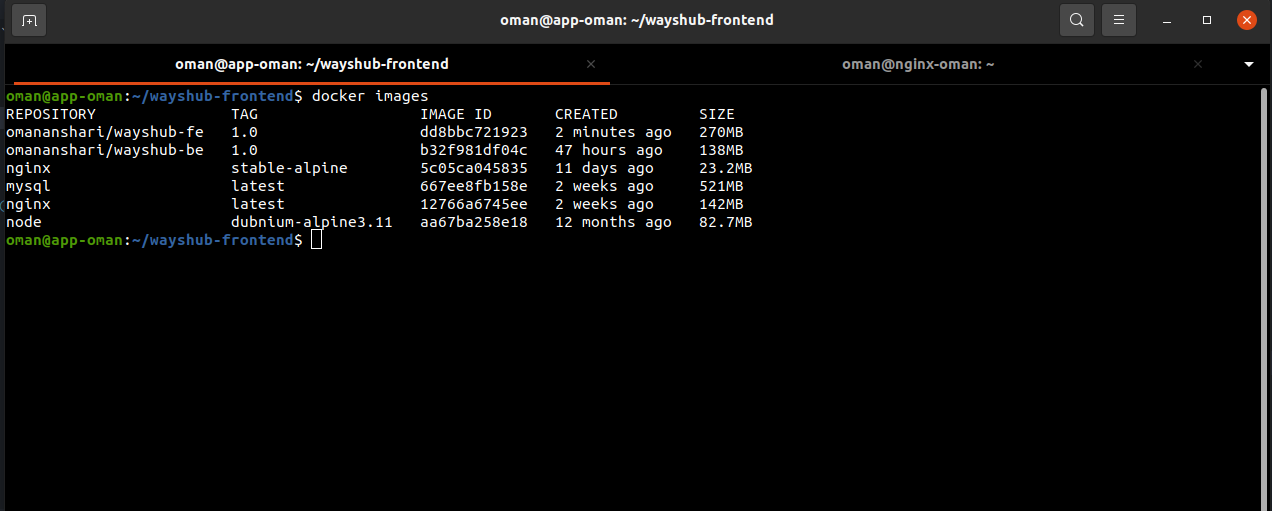 oman@app-oman: ~/wayshub-frontend
oman@app-oman: ~/wayshub-frontend × oman@nginx-oman: ~ ×
oman@app-oman:~/wayshub-frontend$ docker images
REPOSITORY TAG IMAGE ID CREATED SIZE
omananshari/wayshub-fe 1.0 dd8bbc721923 2 minutes ago 270MB
omananshari/wayshub-be 1.0 b32f981df04c 47 hours ago 138MB
nginx stable-alpine 5c05ca045835 11 days ago 23.2MB
mysql latest 667ee8fb158e 2 weeks ago 521MB
nginx latest 12766a6745ee 2 weeks ago 142MB
node dubnium-alpine3.11 aa67ba258e18 12 months ago 82.7MB
oman@app-oman:~/wayshub-frontend$